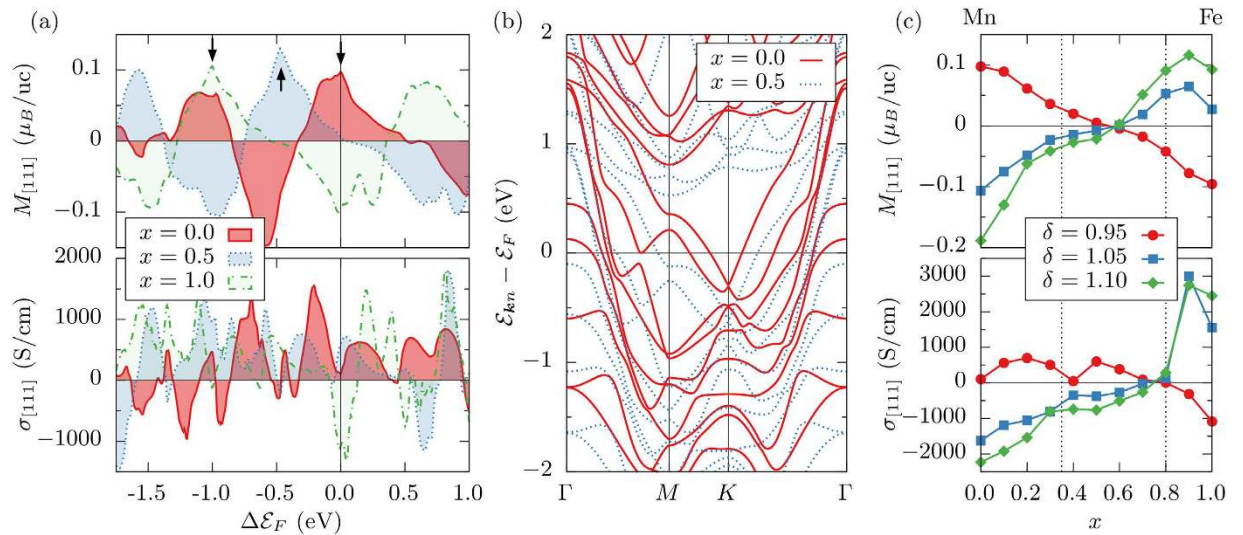 (a)
M[111] (μB/uc)
0.1
0
−0.1
x = 0.0
x = 0.5
x = 1.0
σ[111] (S/cm)
2000
1000
0
−1000
-1.5
-1.0
-0.5
0.0
0.5
1.0
ΔℰF (eV)
(b)
ℰkn − ℰF (eV)
2
1
0
−1
−2
x = 0.0
x = 0.5
Γ
M
K
Γ
(c)
Mn
Fe
M[111] (μB/uc)
0.1
0
−0.1
−0.2
δ = 0.95
δ = 1.05
δ = 1.10
σ[111] (S/cm)
3000
2000
1000
0
−1000
−2000
0.0
0.2
0.4
0.6
0.8
1.0
x